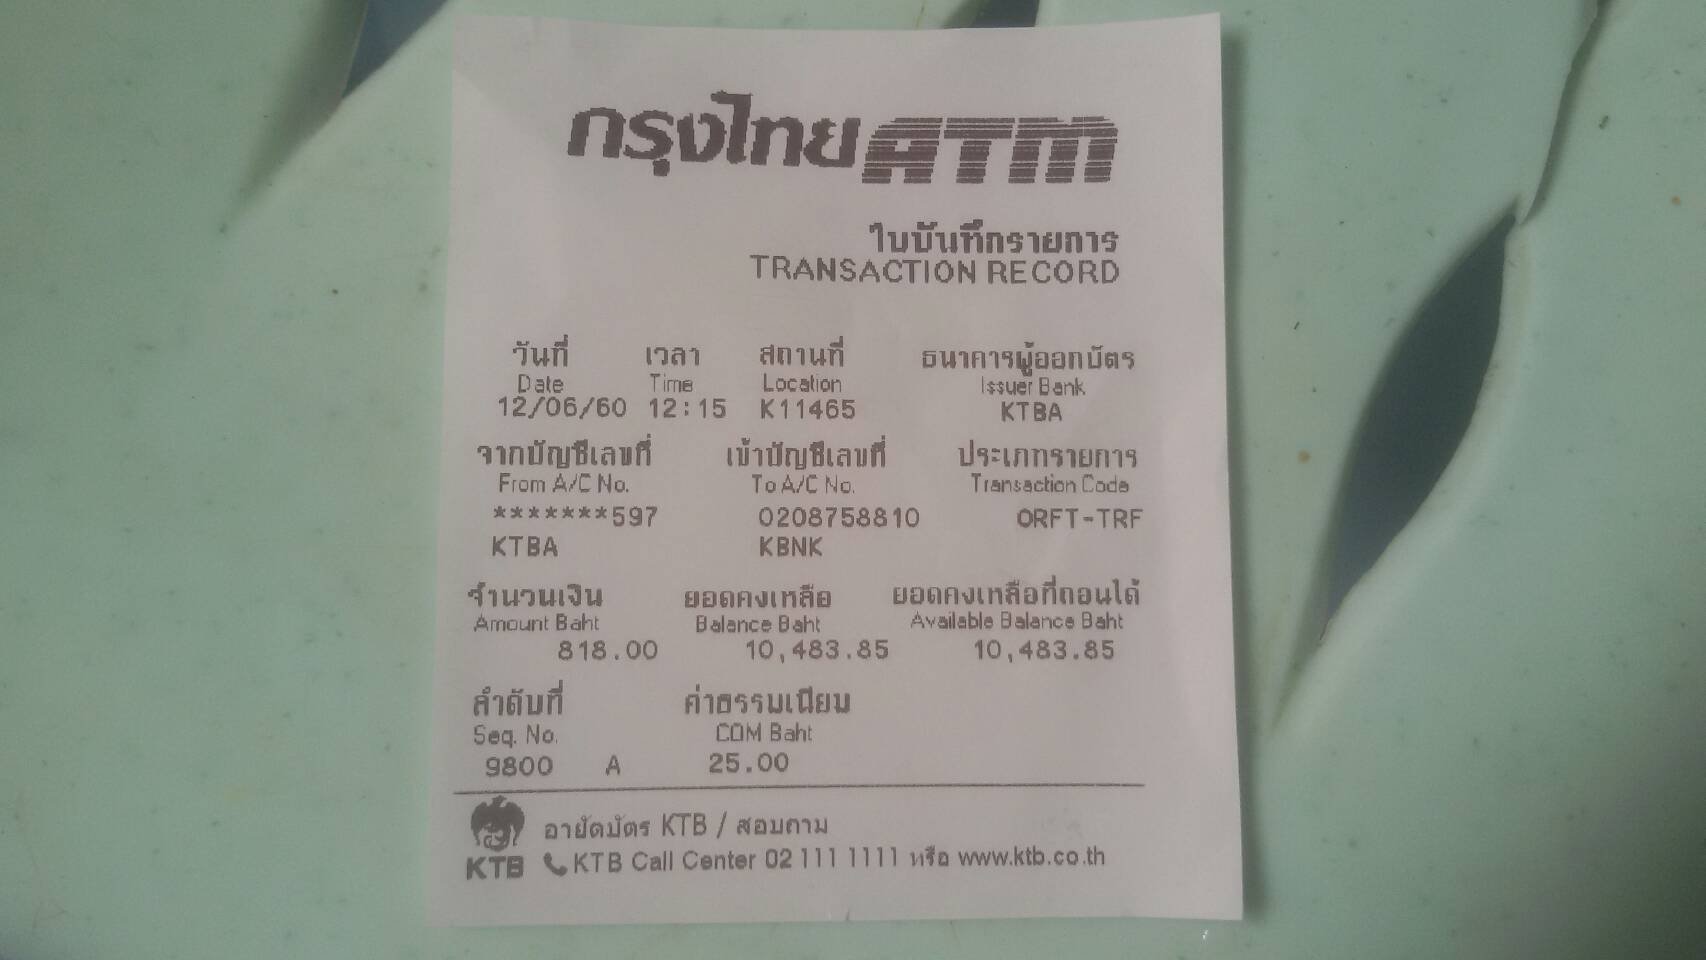 กรุงไทย ATM
ใบบันทึกรายการ
TRANSACTION RECORD
วันที่ เวลา สถานที่ ธนาคารผู้ออกบัตร
Date Time Location Issuer Bank
12/06/60 12:15 K11465 KTBA
จากบัญชีเลขที่ เข้าบัญชีเลขที่ ประเภทรายการ
From A/C No. To A/C No. Transaction Code
*******597 0208758810 ORFT-TRF
KTBA KBNK
จำนวนเงิน ยอดคงเหลือ ยอดคงเหลือที่ถอนได้
Amount Baht Balance Baht Available Balance Baht
818.00 10,483.85 10,483.85
ลำดับที่ ค่าธรรมเนียม
Seq. No. COM Baht
9800 A 25.00
อายัดบัตร KTB / สอบถาม
KTB KTB Call Center 02 111 1111 หรือ www.ktb.co.th